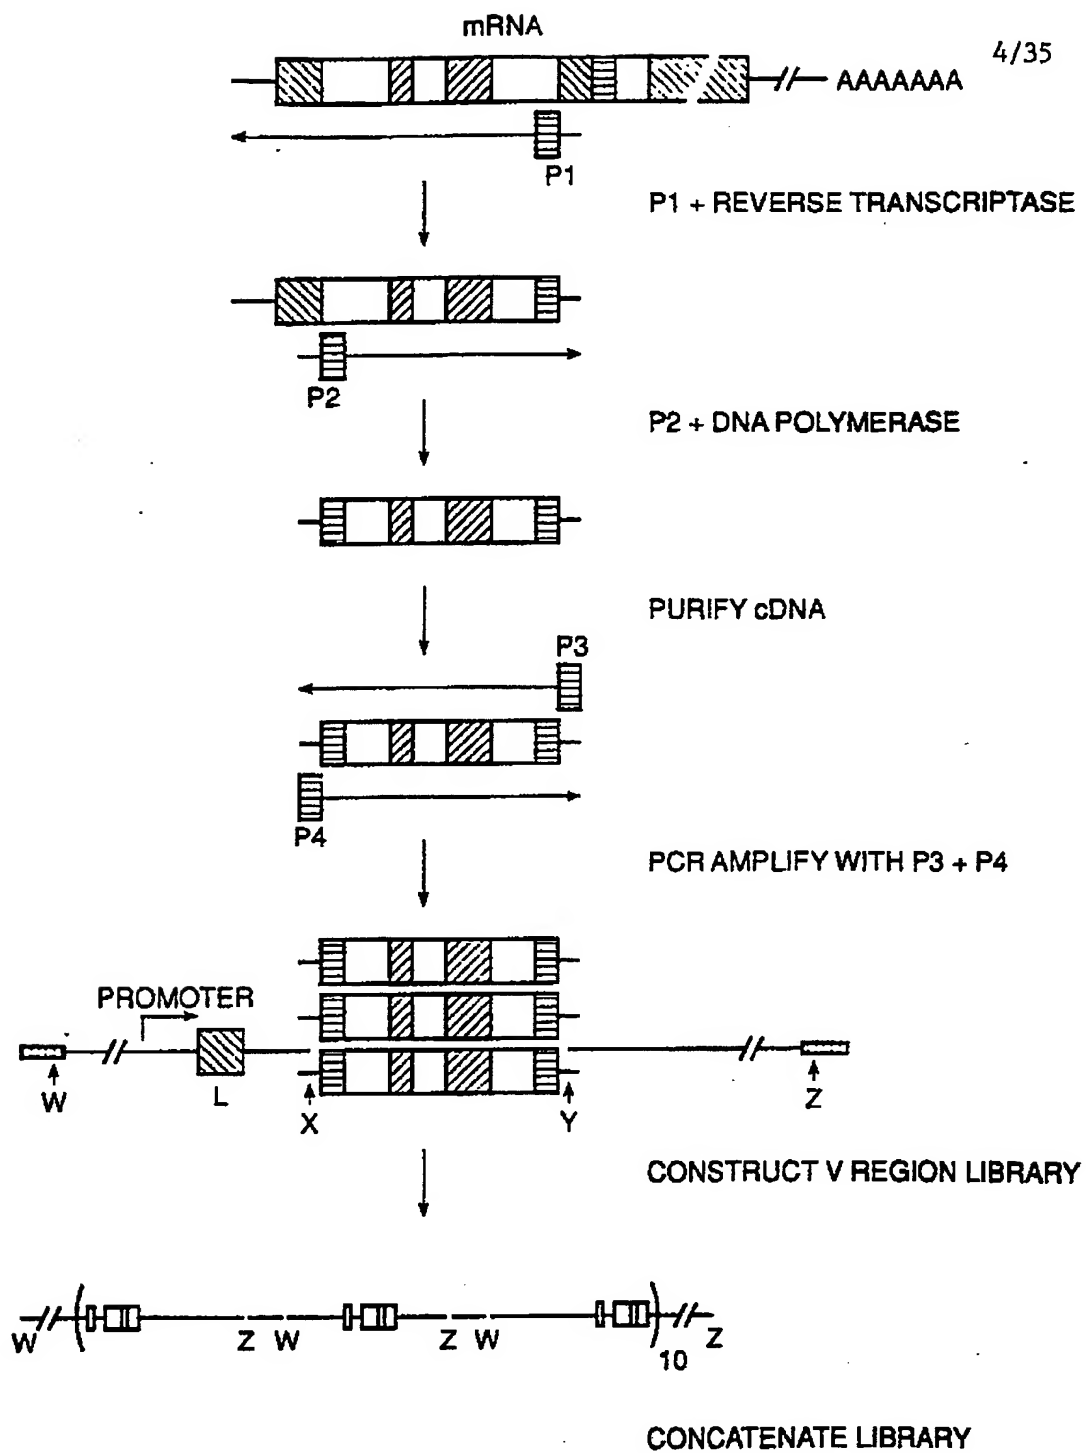 mRNA
4/35
AAAAAAA
P1
P1 + REVERSE TRANSCRIPTASE
P2
P2 + DNA POLYMERASE
PURIFY cDNA
P3
P4
PCR AMPLIFY WITH P3 + P4
PROMOTER
W
L
X
Y
Z
CONSTRUCT V REGION LIBRARY
W Z W Z W 10 Z
CONCATENATE LIBRARY